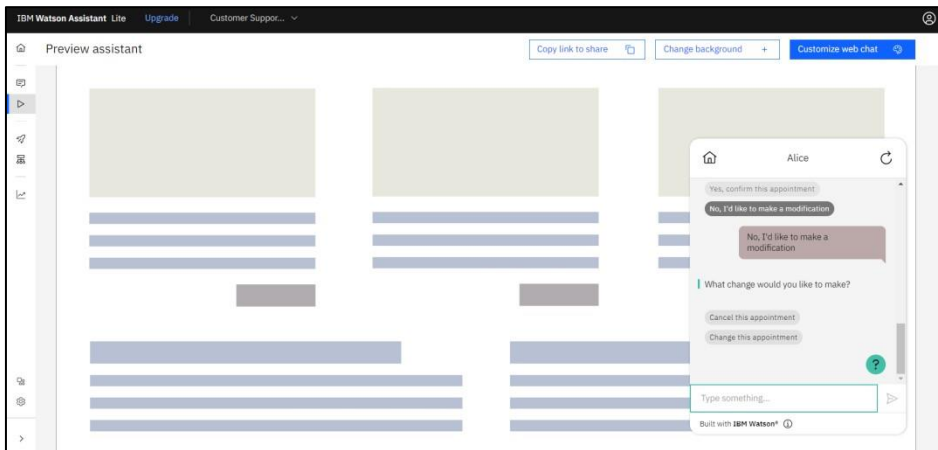 IBM Watson Assistant Lite Upgrade Customer Suppor...
Preview assistant Copy link to share Change background + Customize web chat
Alice
Yes, confirm this appointment
No, I'd like to make a modification
No, I'd like to make a
modification
What change would you like to make?
Cancel this appointment
Change this appointment
?
Type something...
Built with IBM Watson®